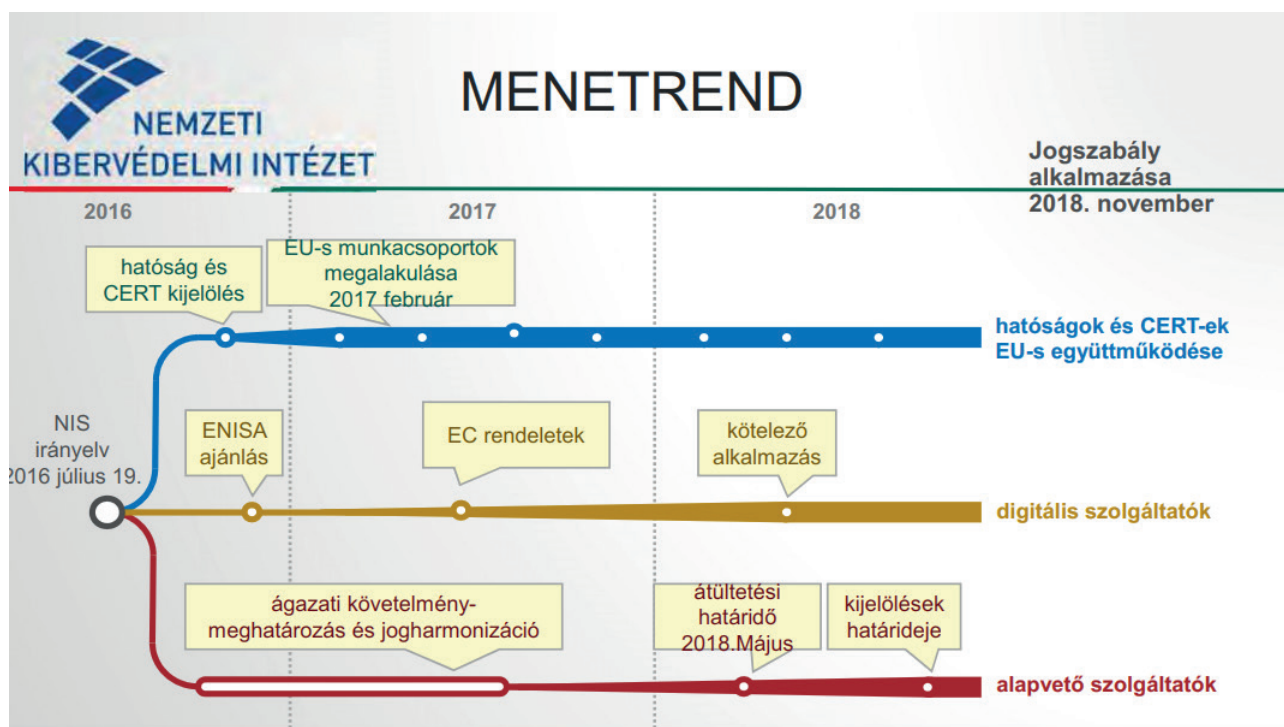 NEMZETI
KIBERVÉDELMI INTÉZET
MENETREND
Jogszabály
alkalmazása
2018. november
2016
2017
2018
hatóság és
CERT kijelölés
EU-s munkacsoportok
megalakulása
2017 február
hatóságok és CERT-ek
EU-s együttműködése
NIS
irányelv
2016 július 19.
ENISA
ajánlás
EC rendeletek
kötelező
alkalmazás
digitális szolgáltatók
ágazati követelmény-
meghatározás és jogharmonizáció
átültetési
határidő
2018.Május
kijelölések
határideje
alapvető szolgáltatók